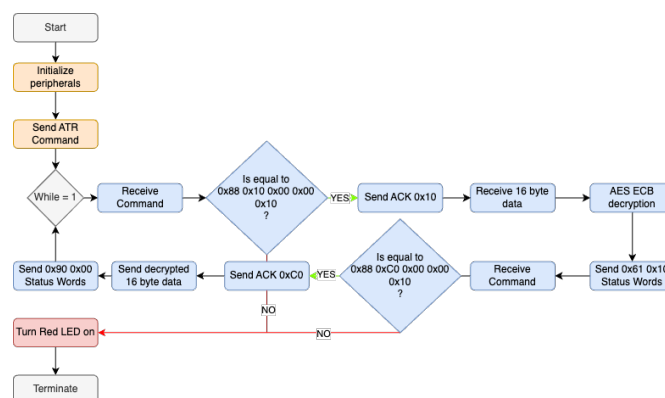 Start
Initialize
peripherals
Send ATR
Command
While = 1
Receive
Command
Is equal to
0x88 0x10 0x00 0x00
0x10
?
YES
Send ACK 0x10
Receive 16 byte
data
AES ECB
decryption
Send 0x61 0x10
Status Words
Receive
Command
Is equal to
0x88 0xC0 0x00 0x00
0x10
?
YES
Send ACK 0xC0
Send decrypted
16 byte data
Send 0x90 0x00
Status Words
NO
NO
Turn Red LED on
Terminate